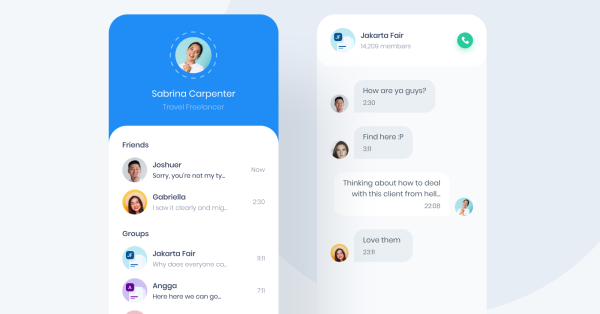 Sabrina Carpenter
Travel Freelancer
Friends
Joshuer
Now
Sorry, you're not my ty...
Gabriella
2:30
I saw it clearly and mig...
Groups
JF
Jakarta Fair
9:11
Why does everyone ca...
A
Angga
7:11
Here here we can go...
JF
Jakarta Fair
14,209 members
How are ya guys?
2:30
Find here :P
3:11
Thinking about how to deal
with this client from hell...
22:08
Love them
23:11